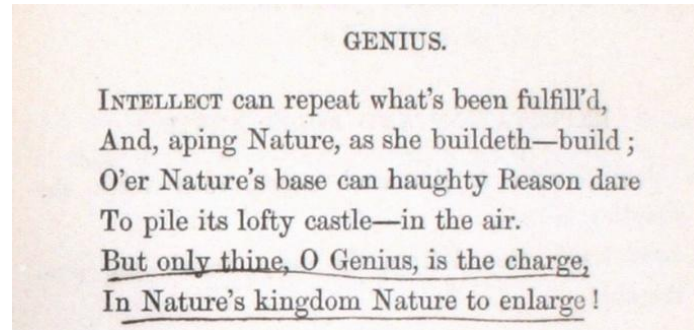 GENIUS.
INTELLECT can repeat what's been fulfill'd,
And, aping Nature, as she buildeth—build;
O'er Nature's base can haughty Reason dare
To pile its lofty castle—in the air.
But only thine, O Genius, is the charge,
In Nature's kingdom Nature to enlarge!